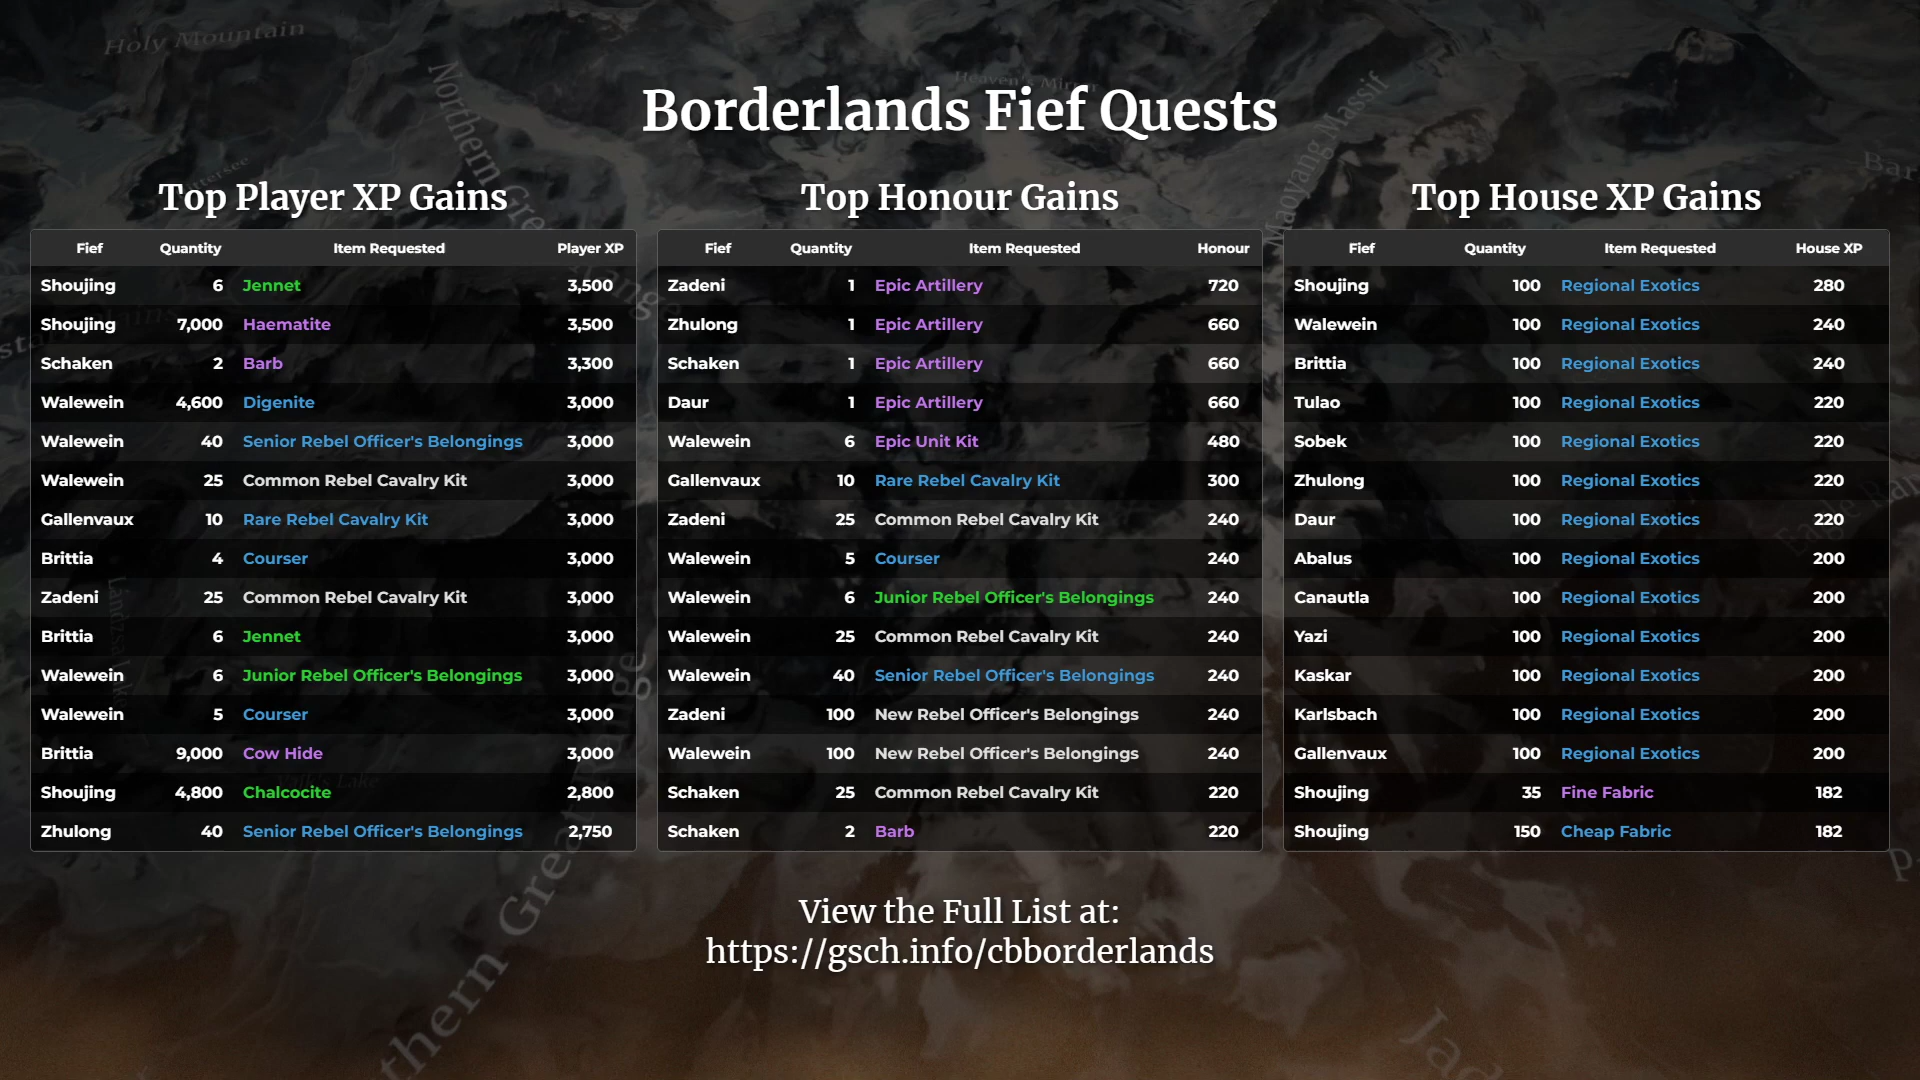 Holy Mountain
Heaven's Mirror
Borderlands Fief Quests
Northern Gre
Maoyang Massif
Bar
Top Player XP Gains
Fief Quantity Item Requested Player XP
Shoujing 6 Jennet 3,500
Shoujing 7,000 Haematite 3,500
Schaken 2 Barb 3,300
Walewein 4,600 Digenite 3,000
Walewein 40 Senior Rebel Officer's Belongings 3,000
Walewein 25 Common Rebel Cavalry Kit 3,000
Gallenvaux 10 Rare Rebel Cavalry Kit 3,000
Brittia 4 Courser 3,000
Zadeni 25 Common Rebel Cavalry Kit 3,000
Brittia 6 Jennet 3,000
Walewein 6 Junior Rebel Officer's Belongings 3,000
Walewein 5 Courser 3,000
Brittia 9,000 Cow Hide 3,000
Shoujing 4,800 Chalcocite 2,800
Zhulong 40 Senior Rebel Officer's Belongings 2,750
Top Honour Gains
Fief Quantity Item Requested Honour
Zadeni 1 Epic Artillery 720
Zhulong 1 Epic Artillery 660
Schaken 1 Epic Artillery 660
Daur 1 Epic Artillery 660
Walewein 6 Epic Unit Kit 480
Gallenvaux 10 Rare Rebel Cavalry Kit 300
Zadeni 25 Common Rebel Cavalry Kit 240
Walewein 5 Courser 240
Walewein 6 Junior Rebel Officer's Belongings 240
Walewein 25 Common Rebel Cavalry Kit 240
Walewein 40 Senior Rebel Officer's Belongings 240
Zadeni 100 New Rebel Officer's Belongings 240
Walewein 100 New Rebel Officer's Belongings 240
Schaken 25 Common Rebel Cavalry Kit 220
Schaken 2 Barb 220
Top House XP Gains
Fief Quantity Item Requested House XP
Shoujing 100 Regional Exotics 280
Walewein 100 Regional Exotics 240
Brittia 100 Regional Exotics 240
Tulao 100 Regional Exotics 220
Sobek 100 Regional Exotics 220
Zhulong 100 Regional Exotics 220
Daur 100 Regional Exotics 220
Abalus 100 Regional Exotics 200
Canautla 100 Regional Exotics 200
Yazi 100 Regional Exotics 200
Kaskar 100 Regional Exotics 200
Karlsbach 100 Regional Exotics 200
Gallenvaux 100 Regional Exotics 200
Shoujing 35 Fine Fabric 182
Shoujing 150 Cheap Fabric 182
View the Full List at:
https://gsch.info/cbborderlands
thern Great Range
Jad